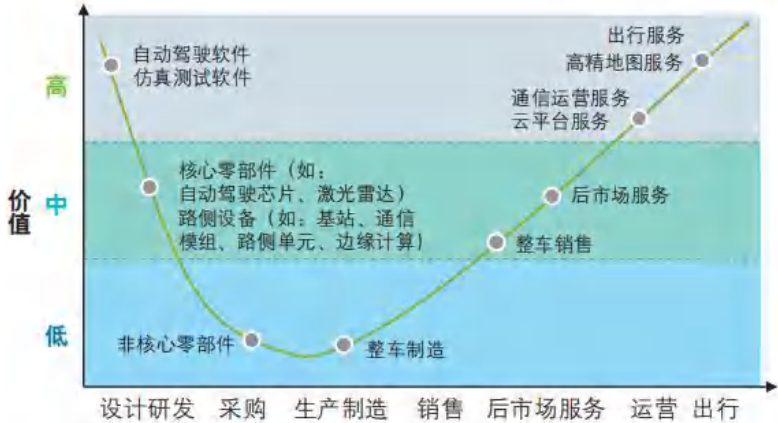 自动驾驶软件
仿真测试软件
出行服务
高精地图服务
通信运营服务
云平台服务
高
核心零部件（如：
自动驾驶芯片、激光雷达）
路侧设备（如：基站、通信
模组、路侧单元、边缘计算）
后市场服务
整车销售
价值
中
低
非核心零部件
整车制造
设计研发 采购 生产制造 销售 后市场服务 运营 出行